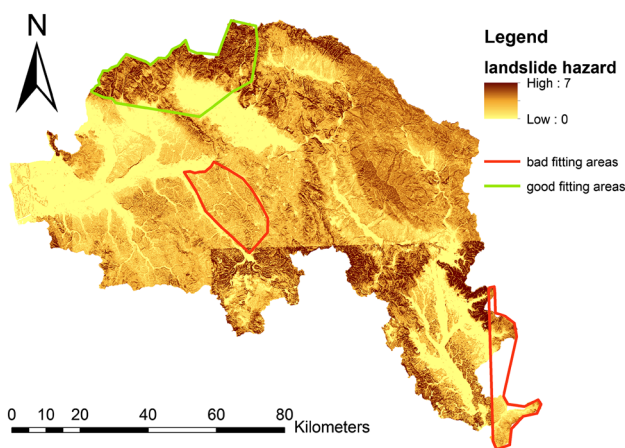 N
Legend
landslide hazard
High : 7
Low : 0
bad fitting areas
good fitting areas
0 10 20 40 60 80
Kilometers